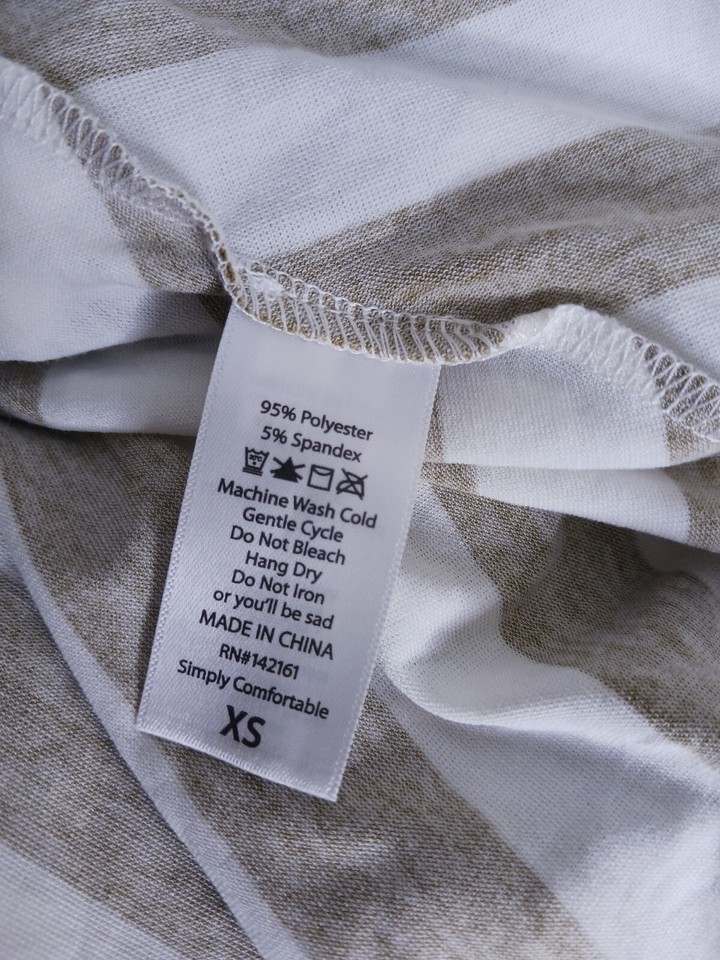 95% Polyester
5% Spandex
Machine Wash Cold
Gentle Cycle
Do Not Bleach
Hang Dry
Do Not Iron
or you'll be sad
MADE IN CHINA
RN#142161
Simply Comfortable
XS